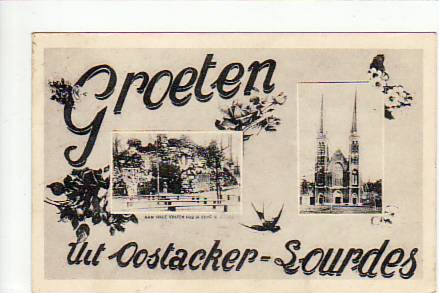 Groeten
Uit Oostacker-Lourdes